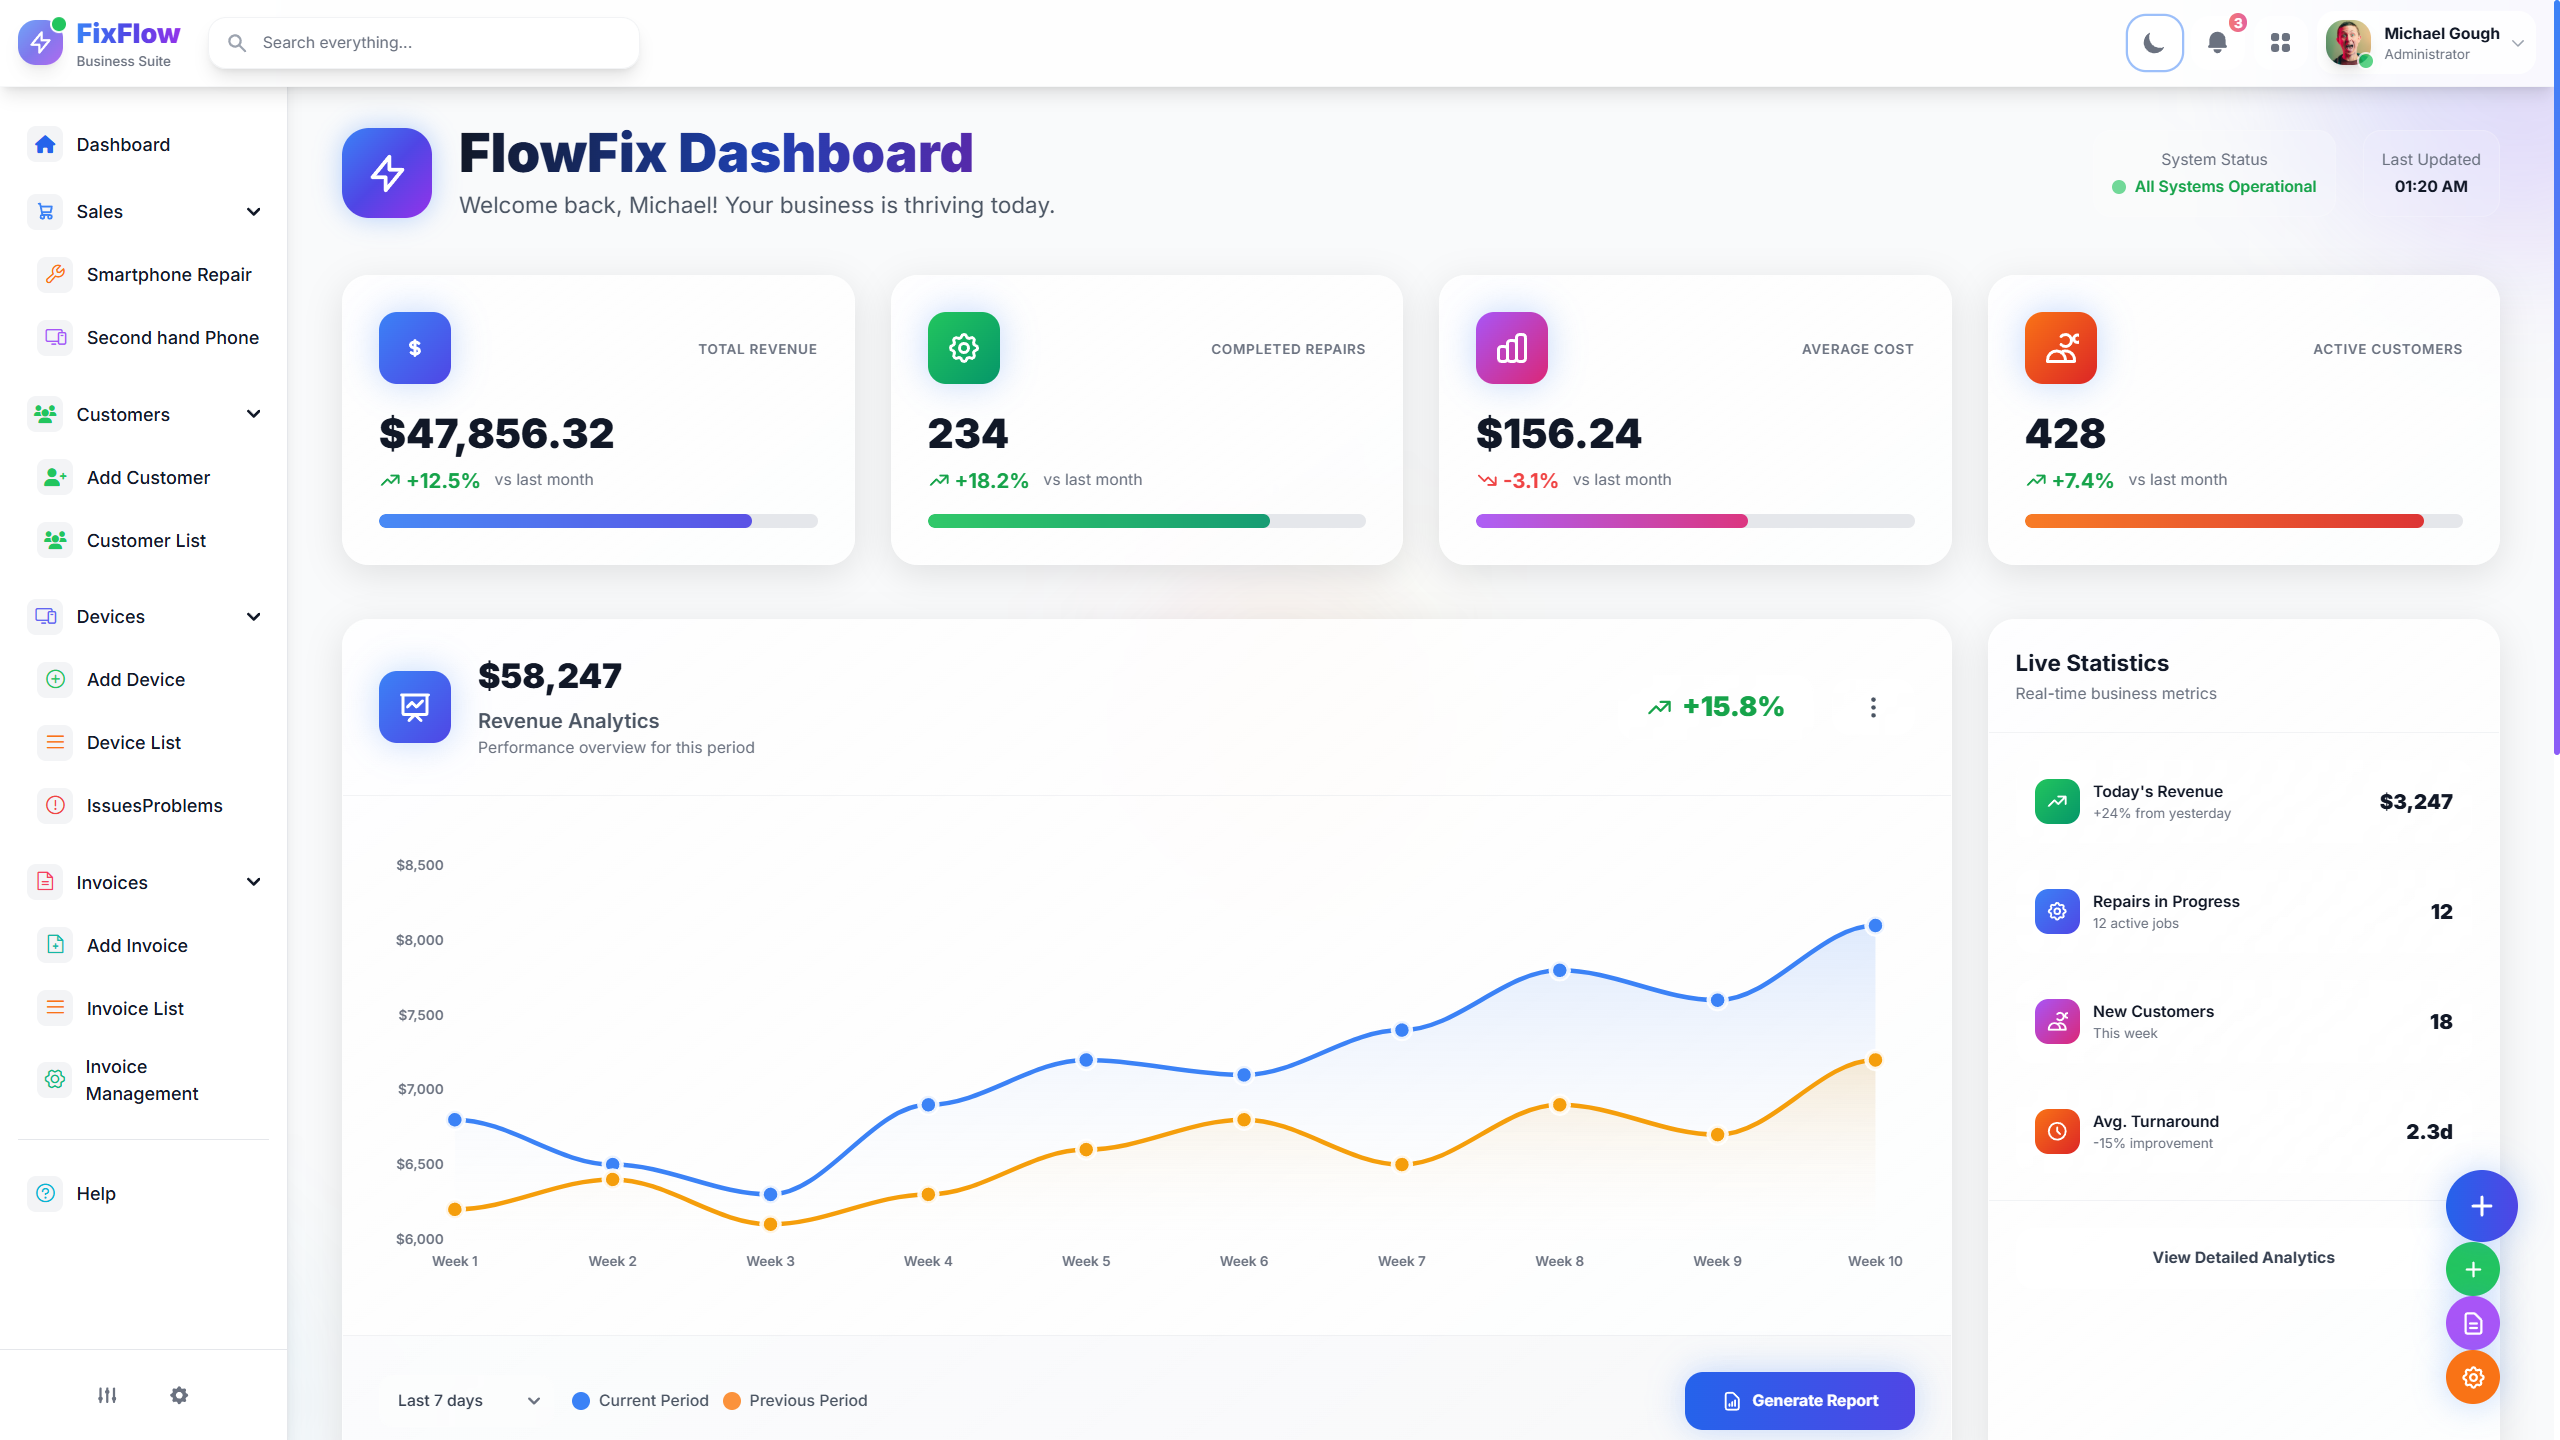 FixFlow
Business Suite
Search everything...
3
Michael Gough
Administrator
Dashboard
Sales
Smartphone Repair
Second hand Phone
Customers
Add Customer
Customer List
Devices
Add Device
Device List
IssuesProblems
Invoices
Add Invoice
Invoice List
Invoice
Management
Help
FlowFix Dashboard
Welcome back, Michael! Your business is thriving today.
System Status
All Systems Operational
Last Updated
01:20 AM
$
TOTAL REVENUE
$47,856.32
+12.5% vs last month
COMPLETED REPAIRS
234
+18.2% vs last month
AVERAGE COST
$156.24
-3.1% vs last month
ACTIVE CUSTOMERS
428
+7.4% vs last month
$58,247
Revenue Analytics
Performance overview for this period
+15.8%
$8,500
$8,000
$7,500
$7,000
$6,500
$6,000
Week 1 Week 2 Week 3 Week 4 Week 5 Week 6 Week 7 Week 8 Week 9 Week 10
Last 7 days
Current Period
Previous Period
Generate Report
Live Statistics
Real-time business metrics
Today's Revenue
+24% from yesterday
$3,247
Repairs in Progress
12 active jobs
12
New Customers
This week
18
Avg. Turnaround
-15% improvement
2.3d
View Detailed Analytics